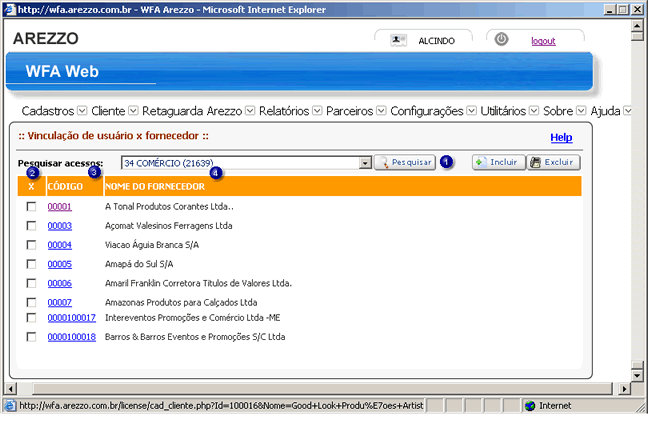 http://wfa.arezzo.com.br - WFA Arezzo - Microsoft Internet Explorer
AREZZO
ALCINDO
logout
WFA Web
Cadastros Cliente Retaguarda Arezzo Relatórios Parceiros Configurações Utilitários Sobre Ajuda
:: Vinculação de usuário x fornecedor ::
Help
Pesquisar acessos: 34 COMÉRCIO (21639) Pesquisar 1 Incluir Excluir
2 3 4
X CÓDIGO NOME DO FORNECEDOR
00001 A Tonal Produtos Corantes Ltda..
00003 Açomat Valesinos Ferragens Ltda
00004 Viacao Águia Branca S/A
00005 Amapá do Sul S/A
00006 Amaril Franklin Corretora Titulos de Valores Ltda.
00007 Amazonas Produtos para Calçados Ltda
0000100017 Intereventos Promoções e Comércio Ltda -ME
0000100018 Barros & Barros Eventos e Promoções S/C Ltda
http://wfa.arezzo.com.br/license/cad_cliente.php?Id=100016&Nome=Good+Look+Produ%E7oes+Artist
Internet